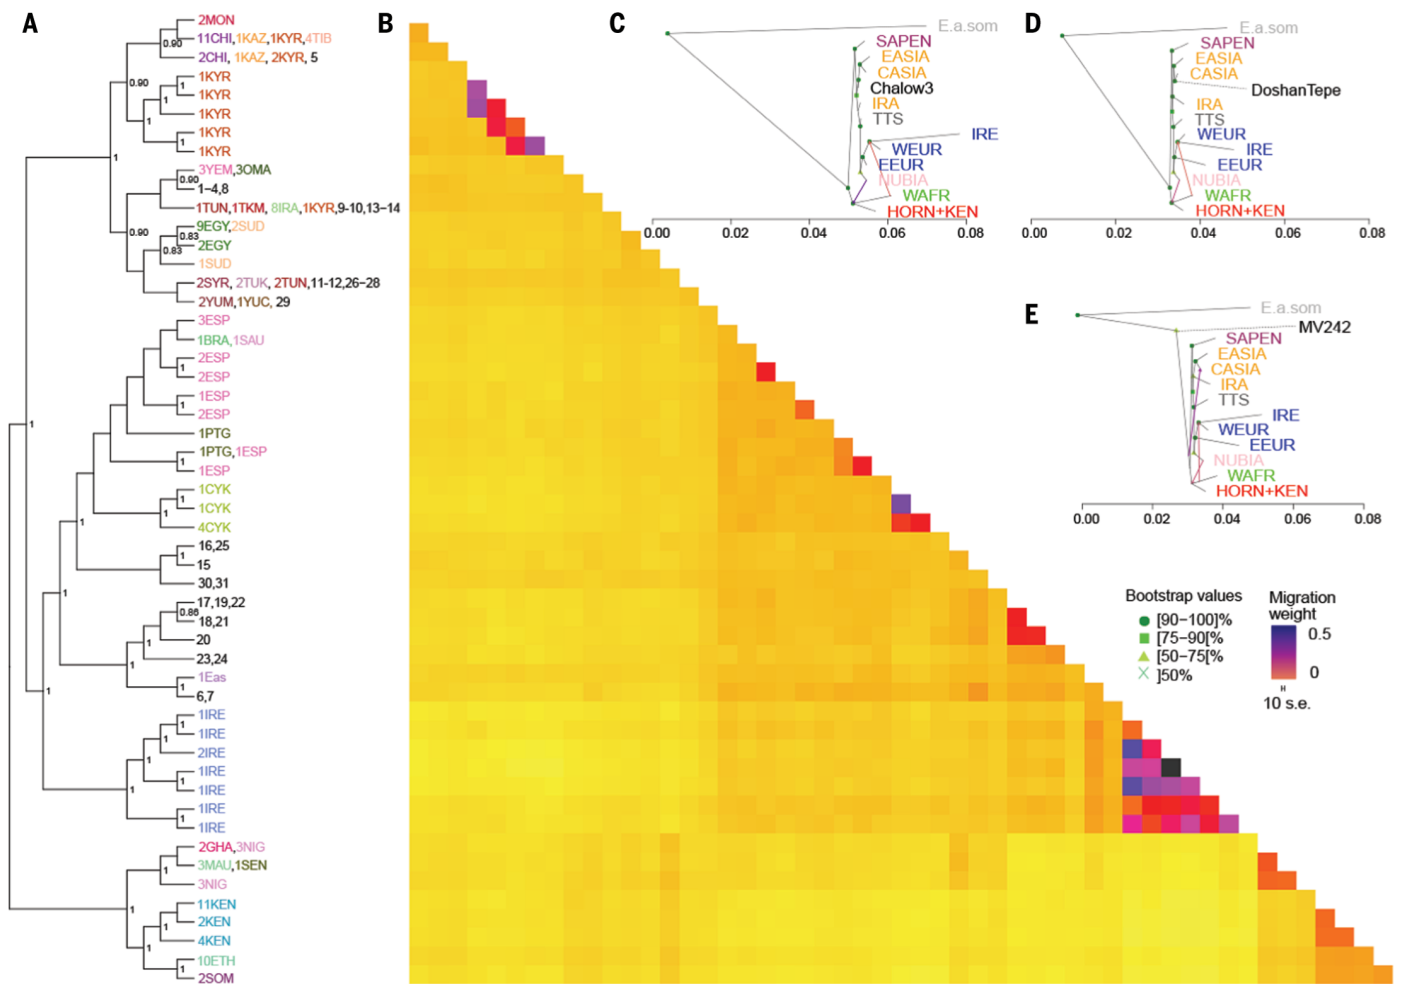 A
2MON
11CHI,1KAZ,1KYR,4TIB
0.90
2CHI, 1KAZ, 2KYR, 5
1KYR
0.90
1
1KYR
1KYR
1
1KYR
1
1KYR
1
3YEM,3OMA
0.90
1-4,8
1TUN,1TKM, 8IRA,1KYR,9-10,13-14
9EGY,2SUD
0.90
0.83
2EGY
0.83
1SUD
2SYR, 2TUK, 2TUN,11-12,26-28
2YUM,1YUC, 29
3ESP
1BRA,1SAU
2ESP
1
2ESP
1ESP
1
2ESP
1
1PTG
1PTG,1ESP
1
1ESP
1CYK
1
1CYK
1
4CYK
1
16,25
1
15
30,31
1
17,19,22
0.86
18,21
20
1
23,24
1
1Eas
1
6,7
1
1IRE
1
1IRE
1
2IRE
1IRE
1
1
1IRE
1IRE
1
1IRE
2GHA,3NIG
3MAU,1SEN
1
3NIG
11KEN
1
2KEN
1
4KEN
1
10ETH
1
2SOM
B
C
E.a.som
SAPEN
EASIA
CASIA
Chalow3
IRA
TTS
IRE
WEUR
EEUR
NUBIA
WAFR
HORN+KEN
0.00 0.02 0.04 0.06 0.08
D
E.a.som
SAPEN
EASIA
CASIA
DoshanTepe
IRA
TTS
WEUR
IRE
EEUR
NUBIA
WAFR
HORN+KEN
0.00 0.02 0.04 0.06 0.08
E
E.a.som
MV242
SAPEN
EASIA
CASIA
IRA
TTS
IRE
WEUR
EEUR
NUBIA
WAFR
HORN+KEN
0.00 0.02 0.04 0.06 0.08
Bootstrap values
[90−100]%
[75−90[%
[50−75[%
]50%
Migration
weight
0.5
0
10 s.e.